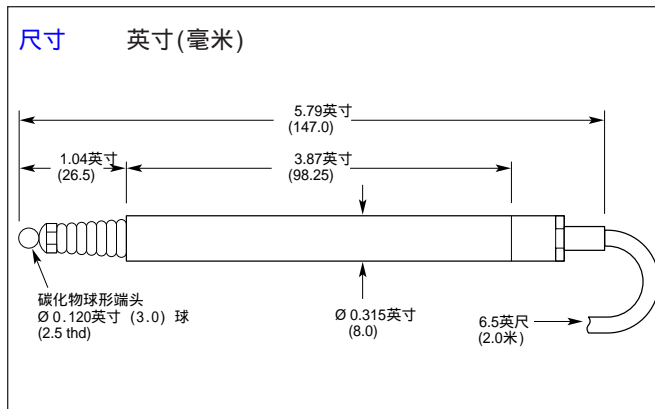 尺寸 英寸(毫米)
5.79英寸
(147.0)
1.04英寸
(26.5)
3.87英寸
(98.25)
碳化物球形端头
Ø 0.120英寸 (3.0) 球
(2.5 thd)
Ø 0.315英寸
(8.0)
6.5英尺
(2.0米)